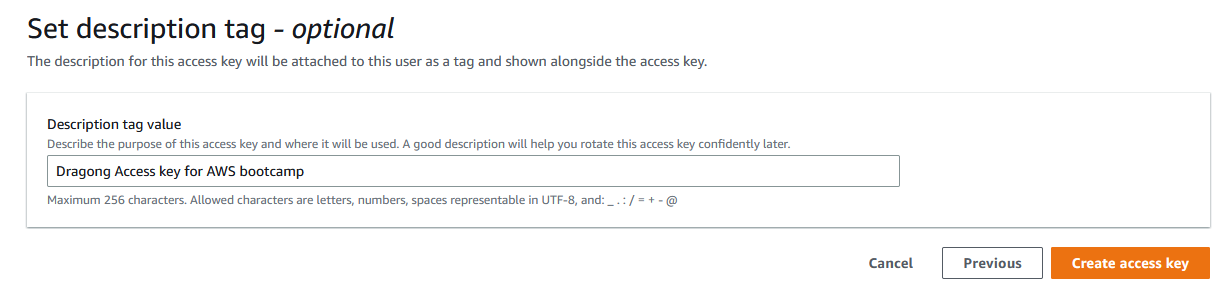 Set description tag - optional
The description for this access key will be attached to this user as a tag and shown alongside the access key.
Description tag value
Describe the purpose of this access key and where it will be used. A good description will help you rotate this access key confidently later.
Dragong Access key for AWS bootcamp
Maximum 256 characters. Allowed characters are letters, numbers, spaces representable in UTF-8, and: _ . : / = + - @
Cancel Previous Create access key